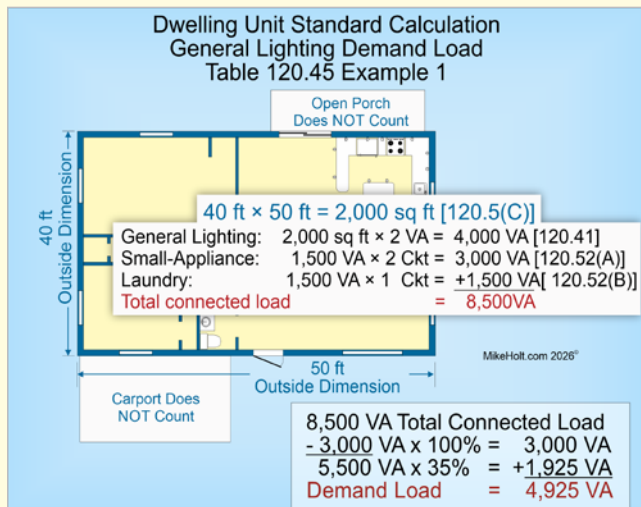 Dwelling Unit Standard Calculation
General Lighting Demand Load
Table 120.45 Example 1
Open Porch
Does NOT Count
40 ft
Outside Dimension
40 ft × 50 ft = 2,000 sq ft [120.5(C)]
General Lighting: 2,000 sq ft × 2 VA = 4,000 VA [120.41]
Small-Appliance: 1,500 VA × 2 Ckt = 3,000 VA [120.52(A)]
Laundry: 1,500 VA × 1 Ckt = +1,500 VA[ 120.52(B)]
Total connected load = 8,500VA
50 ft
Outside Dimension
MikeHolt.com 2026©
Carport Does
NOT Count
8,500 VA Total Connected Load
- 3,000 VA x 100% = 3,000 VA
5,500 VA x 35% = +1,925 VA
Demand Load = 4,925 VA